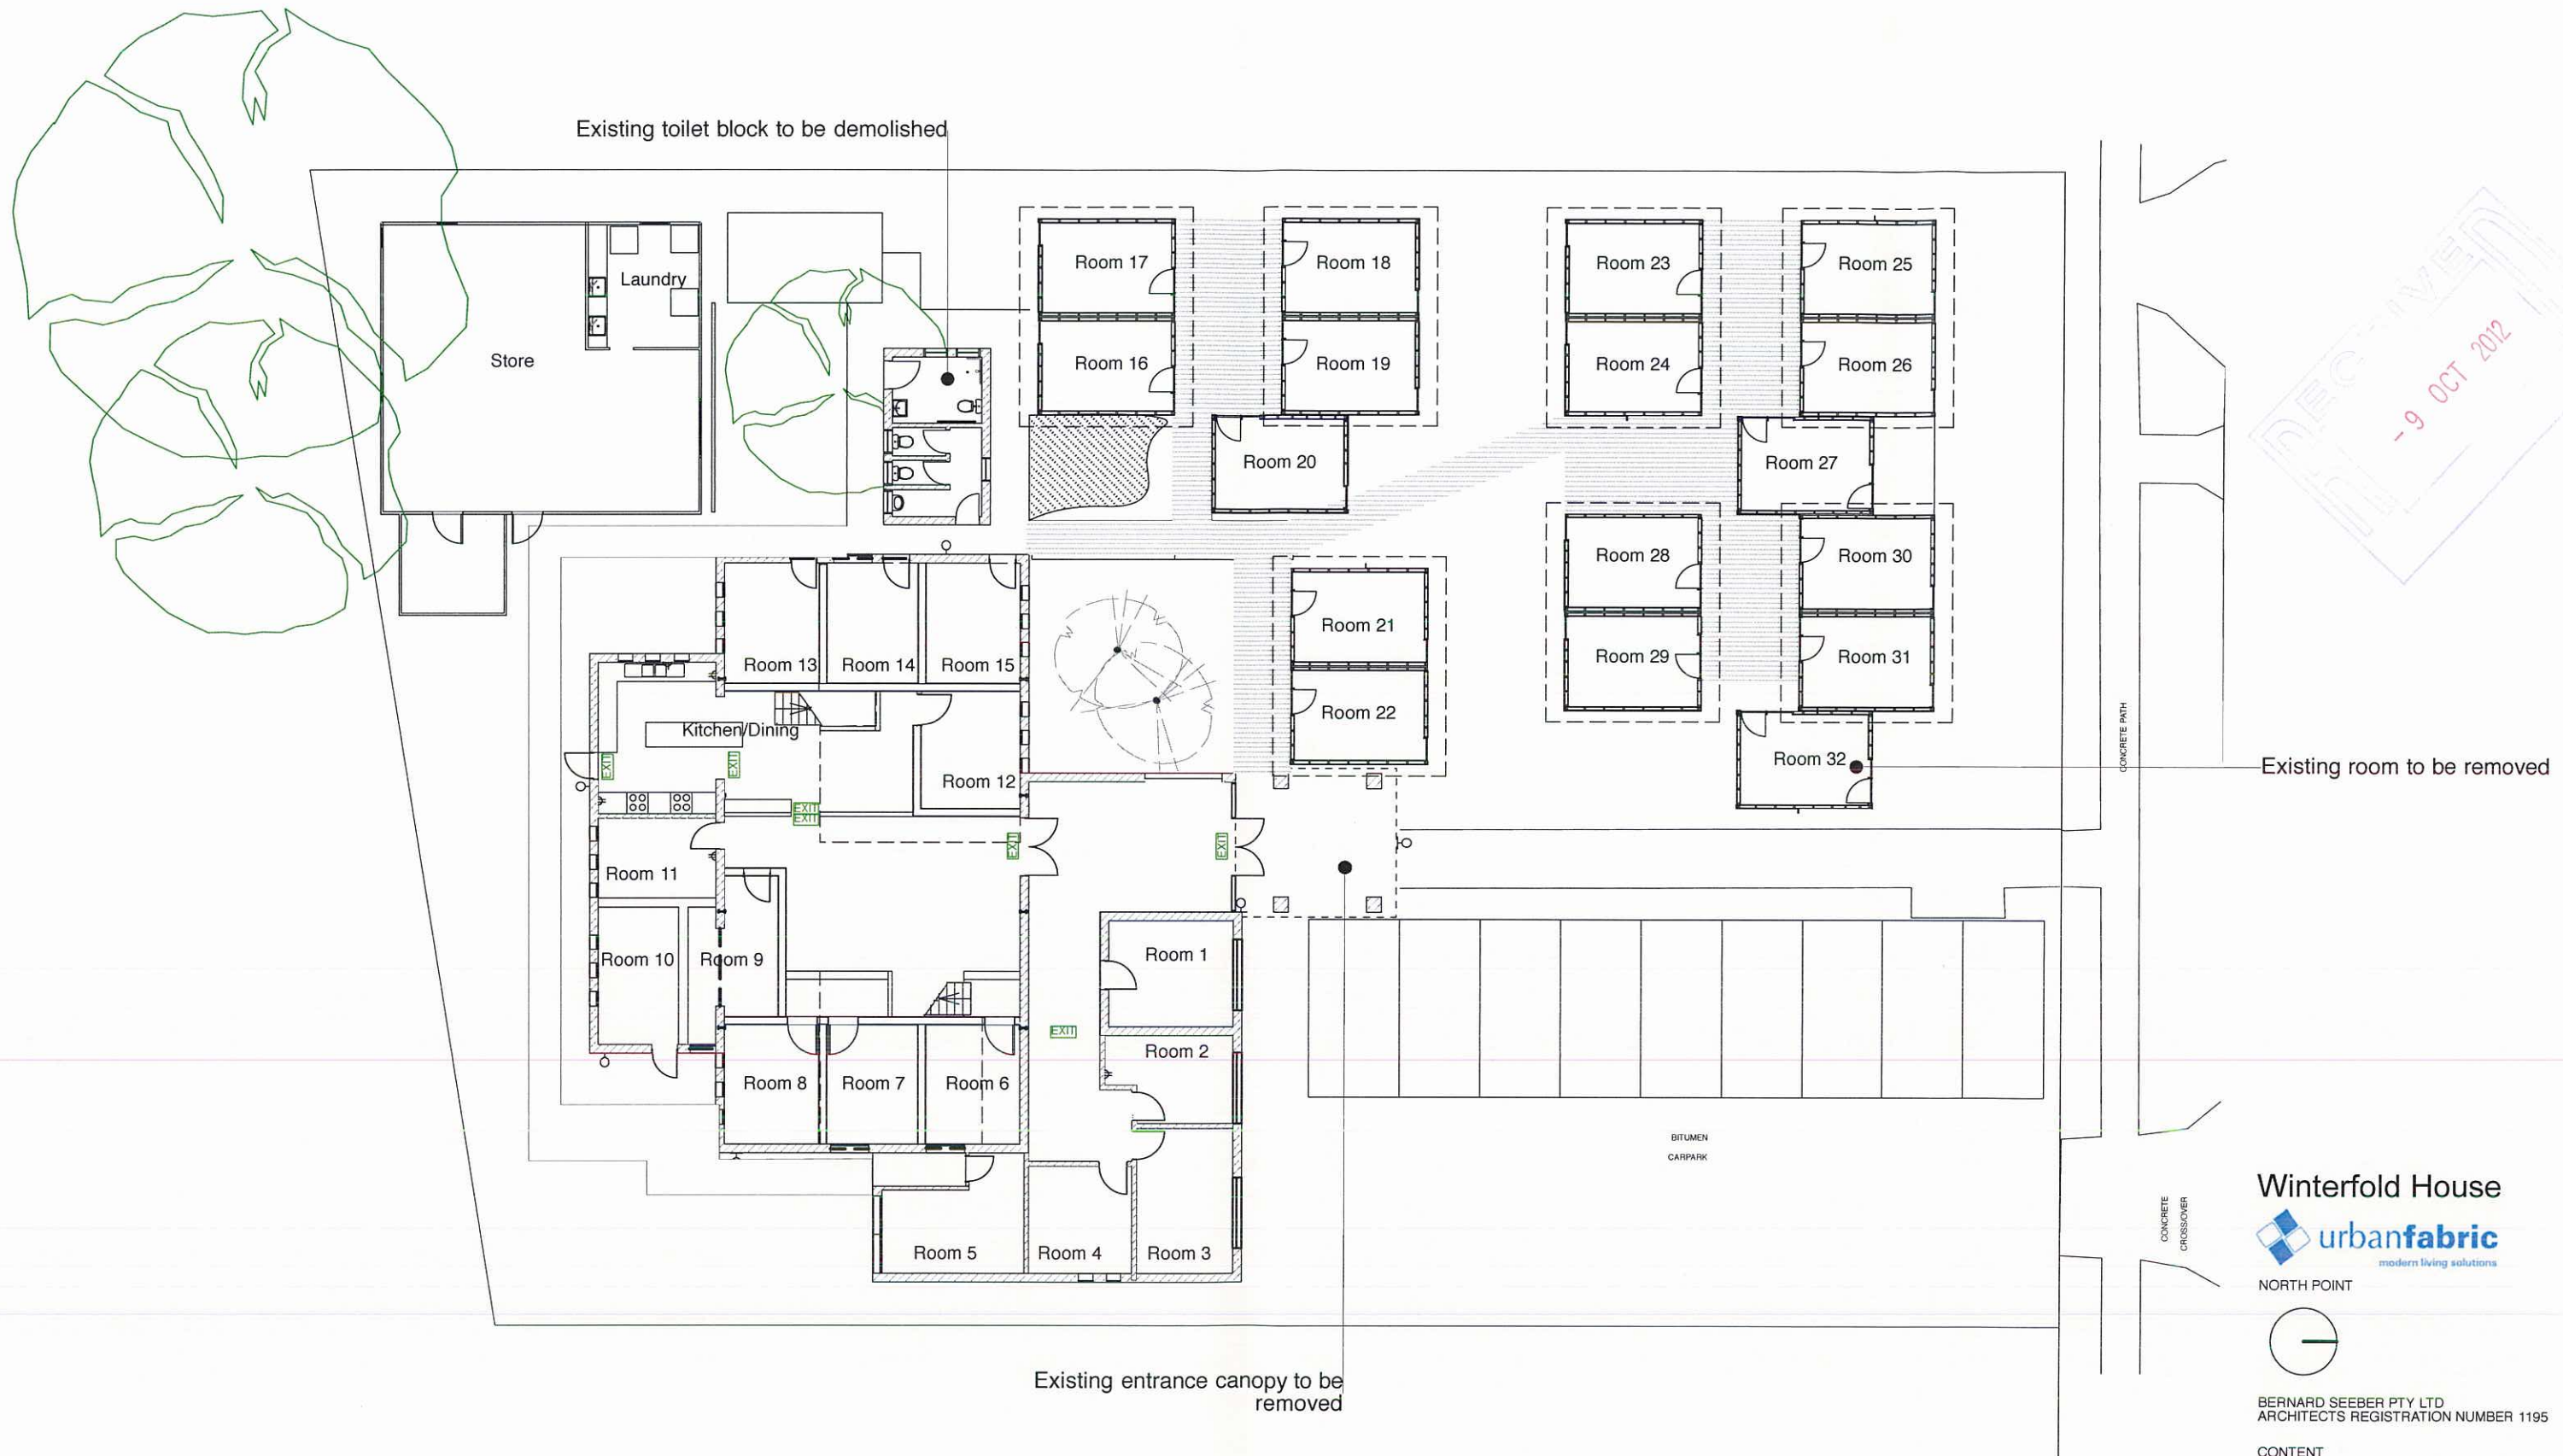 Existing toilet block to be demolished
Room 17
Room 18
Room 23
Room 25
Laundry
Store
Room 16
Room 19
Room 24
Room 26
Room 20
Room 27
RECEIVED
- 9 OCT 2012
Room 28
Room 30
Room 21
Room 13
Room 14
Room 15
Room 29
Room 31
Room 22
Kitchen/Dining
Room 12
Room 32
Existing room to be removed
CONCRETE PATH
EXIT
EXIT
EXIT
EXIT
EXIT
EXIT
Room 11
Room 10
Room 9
Room 1
EXIT
Room 2
Room 8
Room 7
Room 6
BITUMEN
CARPARK
Room 5
Room 4
Room 3
CONCRETE
CROSSOVER
Existing entrance canopy to be
removed
Winterfold House
urbanfabric
modern living solutions
NORTH POINT
BERNARD SEEBER PTY LTD
ARCHITECTS REGISTRATION NUMBER 1195
CONTENT